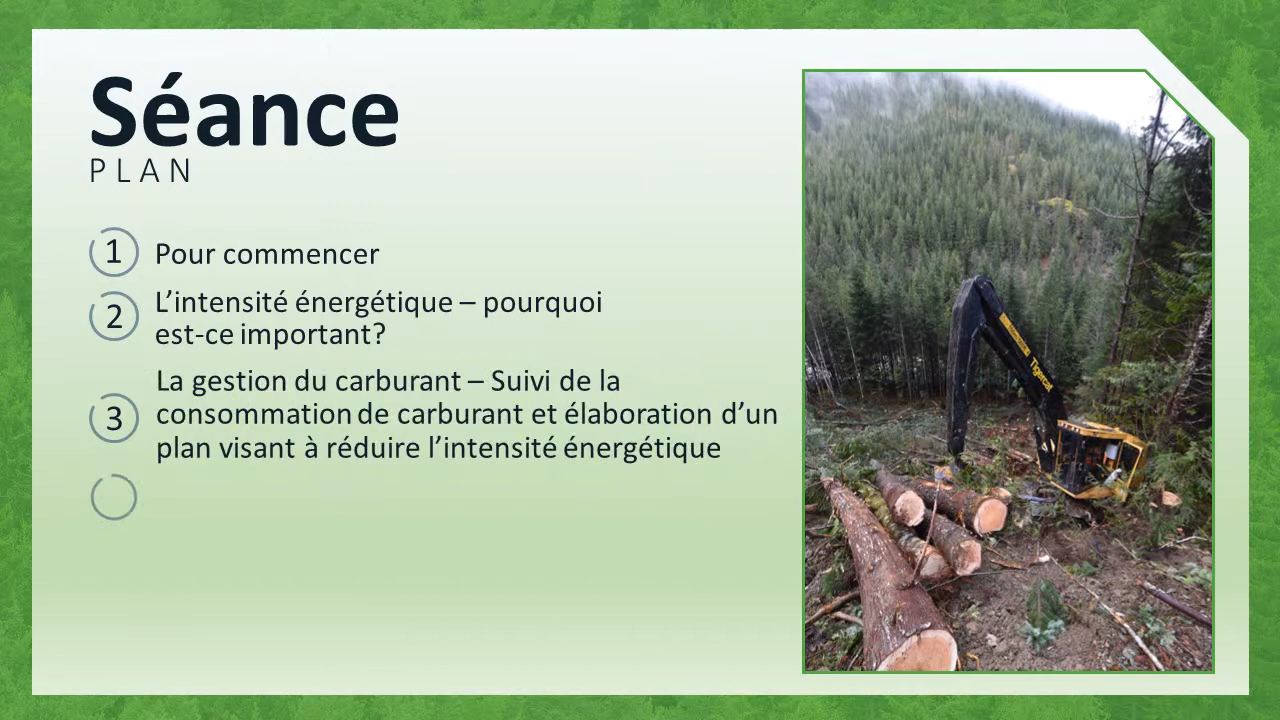 Séance
PLAN
1 Pour commencer
2 L’intensité énergétique – pourquoi
est-ce important?
La gestion du carburant – Suivi de la
3 consommation de carburant et élaboration d’un
plan visant à réduire l’intensité énergétique
Tigercat